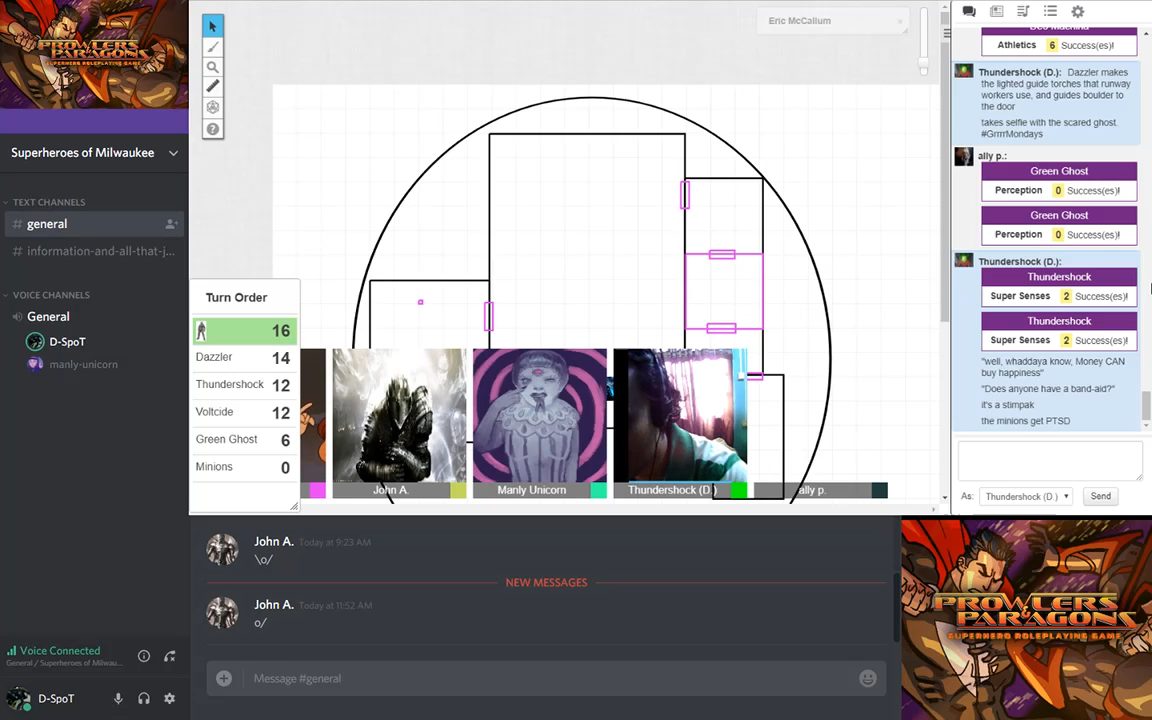 PROWLERS
& PARAGONS
SUPERHERO ROLEPLAYING GAME
Superheroes of Milwaukee
TEXT CHANNELS
# general
# information-and-all-that-j...
VOICE CHANNELS
General
D-SpoT
manly-unicorn
Voice Connected
General / Superheroes of Milwau...
D-SpoT
Eric McCallum
Turn Order
16
Dazzler 14
Thundershock 12
Voltcide 12
Green Ghost 6
Minions 0
John A.
Manly Unicorn
Thundershock (D.)
ally p.
Athletics 6 Success(es)!
Thundershock (D.): Dazzler makes
the lighted guide torches that runway
workers use, and guides boulder to
the door
takes selfie with the scared ghost.
#GrrrrMondays
ally p.:
Green Ghost
Perception 0 Success(es)!
Green Ghost
Perception 0 Success(es)!
Thundershock (D.):
Thundershock
Super Senses 2 Success(es)!
Thundershock
Super Senses 2 Success(es)!
"well, whaddaya know, Money CAN
buy happiness"
"Does anyone have a band-aid?"
it's a stimpak
the minions get PTSD
As: Thundershock (D.) Send
John A. Today at 9:23 AM
\o/
NEW MESSAGES
John A. Today at 11:52 AM
o/
Message #general
PROWLERS
& PARAGONS
SUPERHERO ROLEPLAYING GAME